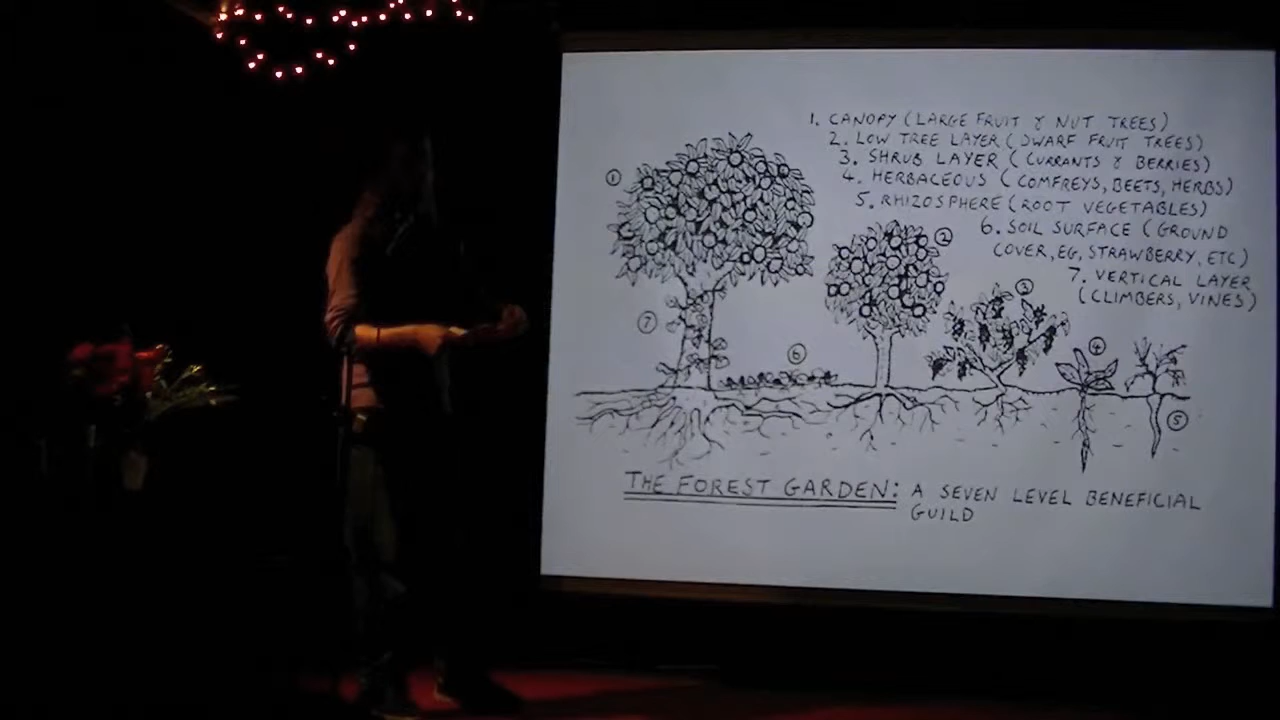 1. CANOPY (LARGE FRUIT & NUT TREES)
2. LOW TREE LAYER (DWARF FRUIT TREES)
3. SHRUB LAYER (CURRANTS & BERRIES)
4. HERBACEOUS (COMFREYS, BEETS, HERBS)
5. RHIZOSPHERE (ROOT VEGETABLES)
6. SOIL SURFACE (GROUND
COVER, EG, STRAWBERRY, ETC)
7. VERTICAL LAYER
(CLIMBERS, VINES)
1
2
3
7
6
4
5
THE FOREST GARDEN: A SEVEN LEVEL BENEFICIAL
GUILD